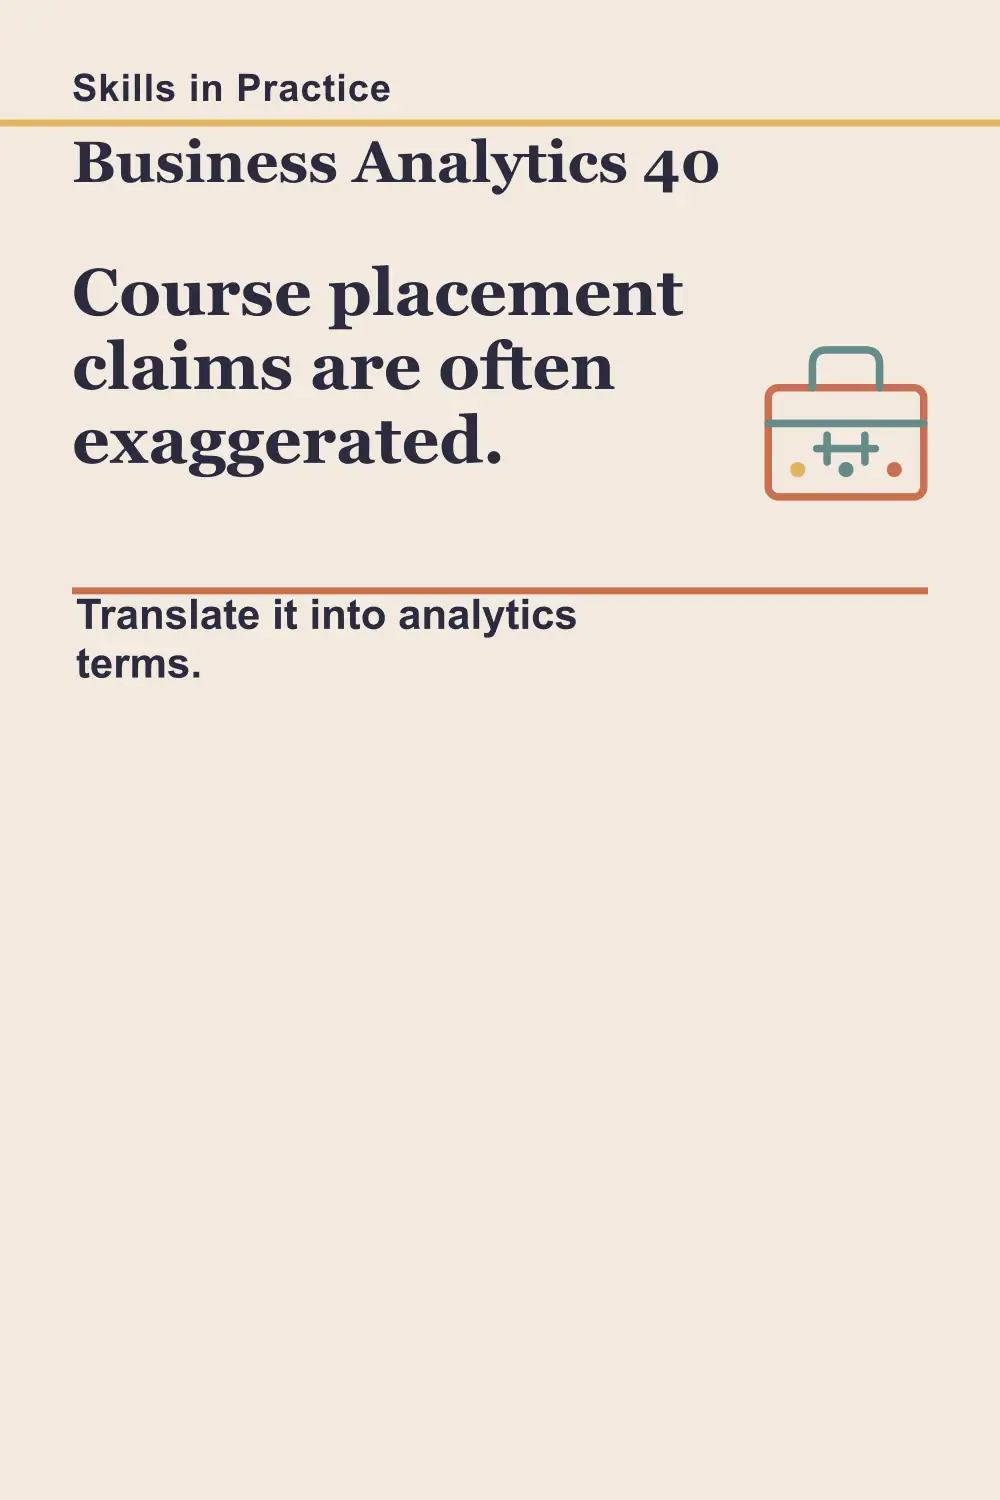 Skills in Practice
Business Analytics 40
Course placement
claims are often
exaggerated.
Translate it into analytics
terms.